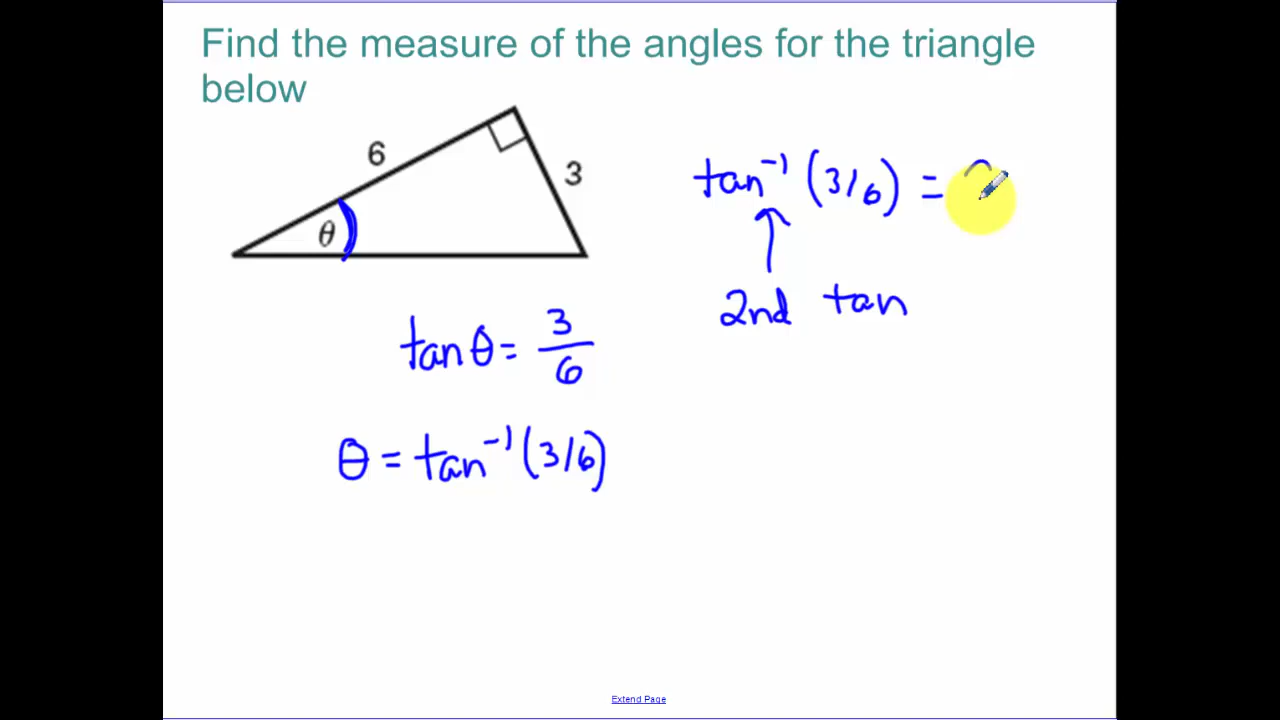 Find the measure of the angles for the triangle
below
6
3
θ
tan⁻¹ (3/6) =
2nd tan
tan θ = 3/6
θ = tan⁻¹ (3/6)
Extend Page